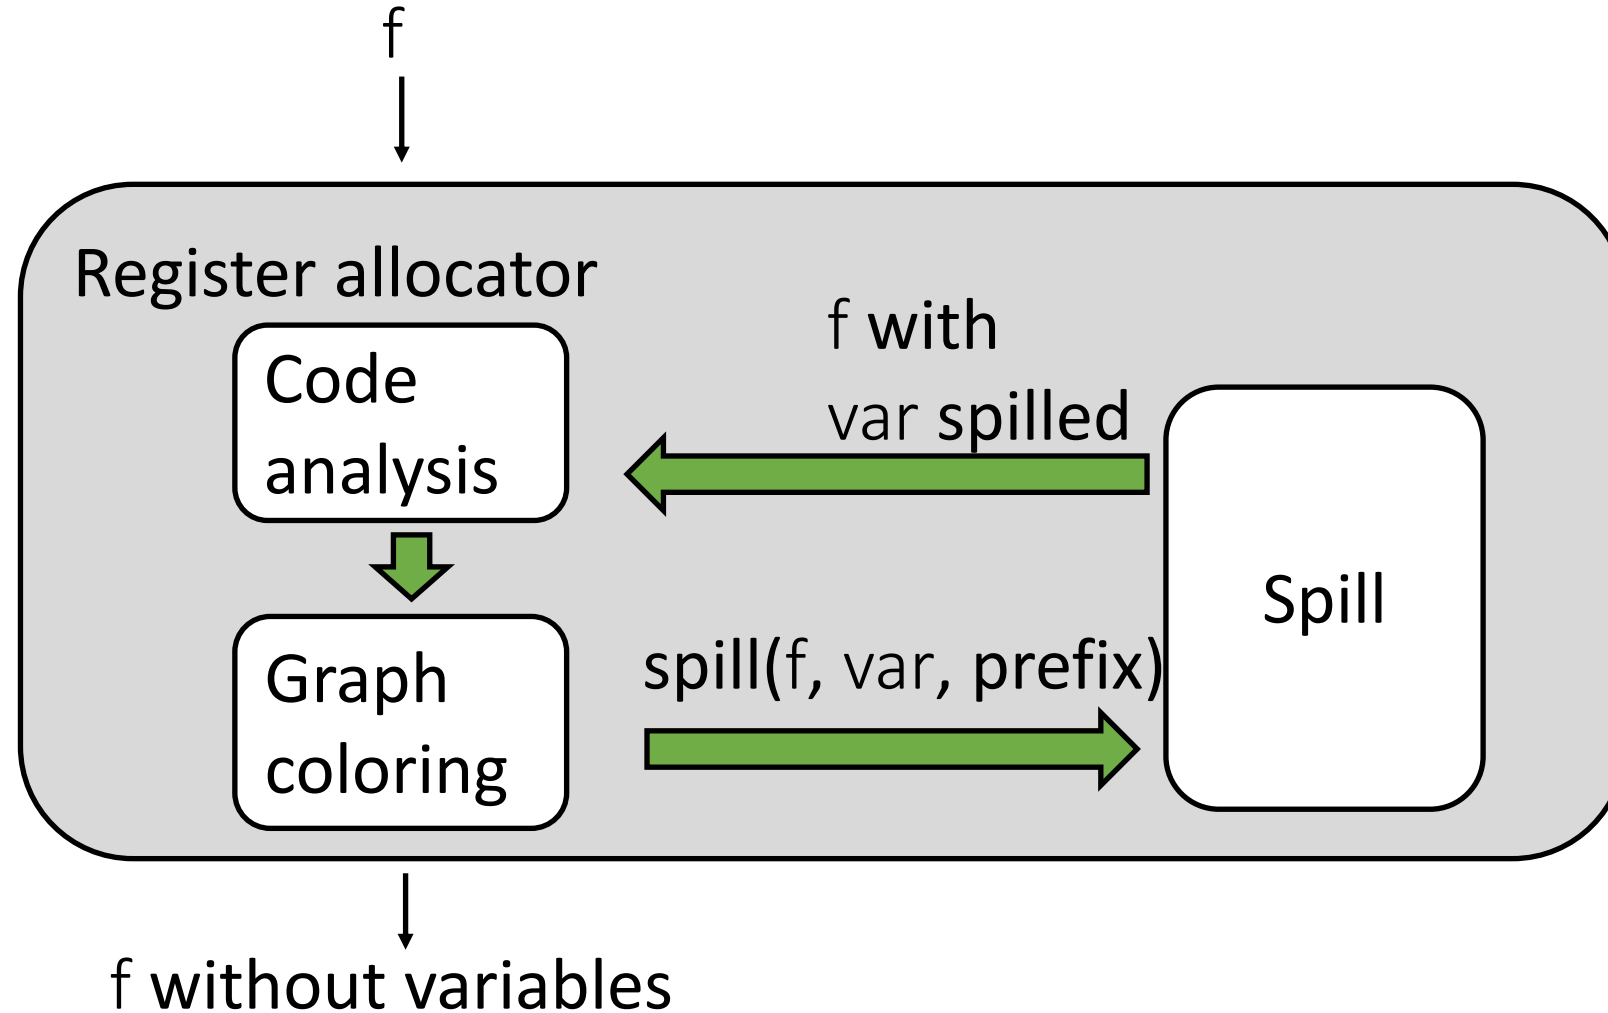 f
Register allocator
Code
analysis
f with
var spilled
Spill
Graph
coloring
spill(f, var, prefix)
f without variables